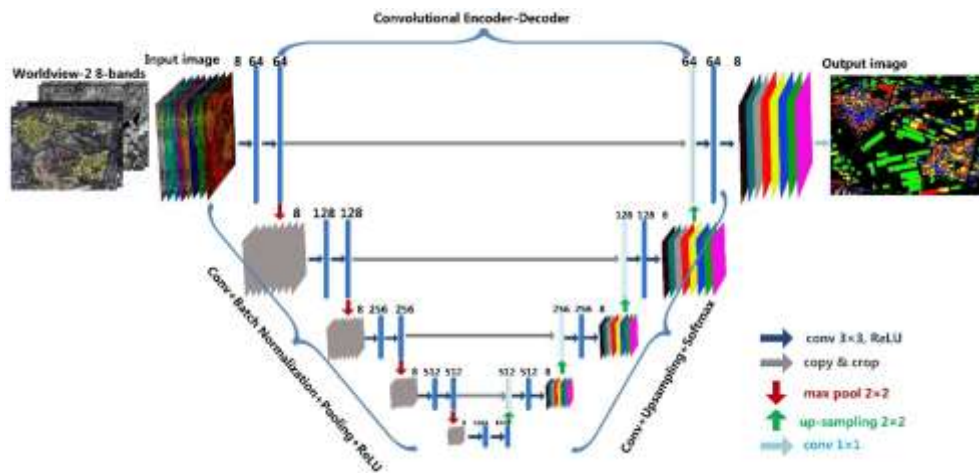 Convolutional Encoder-Decoder
Input image
8 64 64
64 64 8
Output image
Worldview-2 8-bands
8 128 128
128 128 8
8 256 256
256 256 8
8 512 512
512 512 8
Conv+Batch Normalization+Pooling+ReLU
Conv+Upsampling+Softmax
conv 3×3, ReLU
copy & crop
max pool 2×2
up-sampling 2×2
conv 1×1